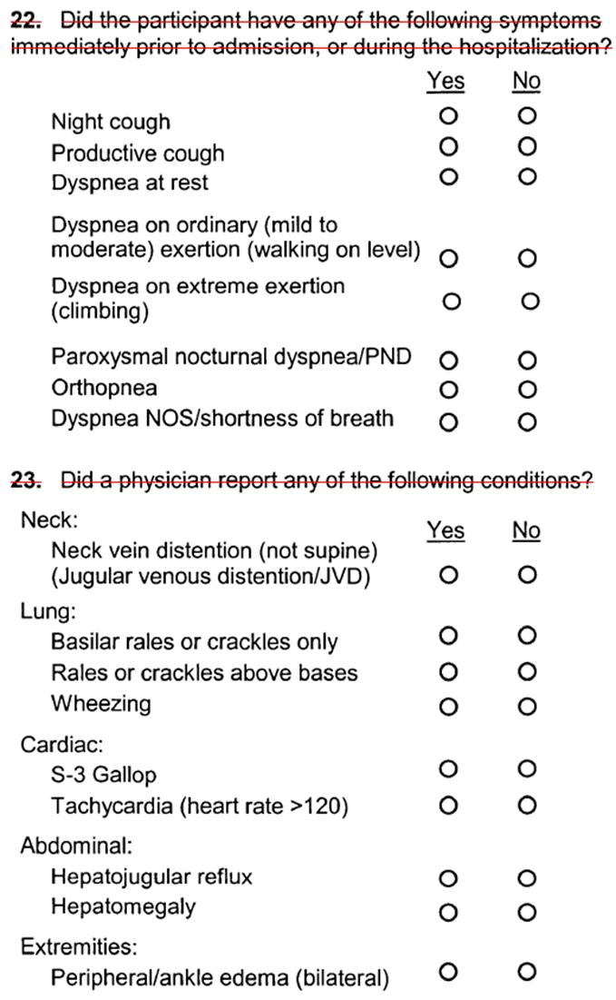 22. Did the participant have any of the following symptoms
immediately prior to admission, or during the hospitalization?
Yes No
Night cough
Productive cough
Dyspnea at rest
Dyspnea on ordinary (mild to
moderate) exertion (walking on level)
Dyspnea on extreme exertion
(climbing)
Paroxysmal nocturnal dyspnea/PND
Orthopnea
Dyspnea NOS/shortness of breath
23. Did a physician report any of the following conditions?
Neck:
Yes No
Neck vein distention (not supine)
(Jugular venous distention/JVD)
Lung:
Basilar rales or crackles only
Rales or crackles above bases
Wheezing
Cardiac:
S-3 Gallop
Tachycardia (heart rate >120)
Abdominal:
Hepatojugular reflux
Hepatomegaly
Extremities:
Peripheral/ankle edema (bilateral)